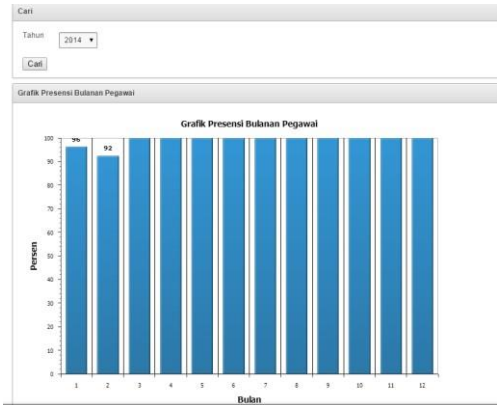 Cari
Tahun 2014
Cari
Grafik Presensi Bulanan Pegawai
Grafik Presensi Bulanan Pegawai
100
96
92
90
80
70
60
50
40
30
20
10
0
Persen
1 2 3 4 5 6 7 8 9 10 11 12
Bulan